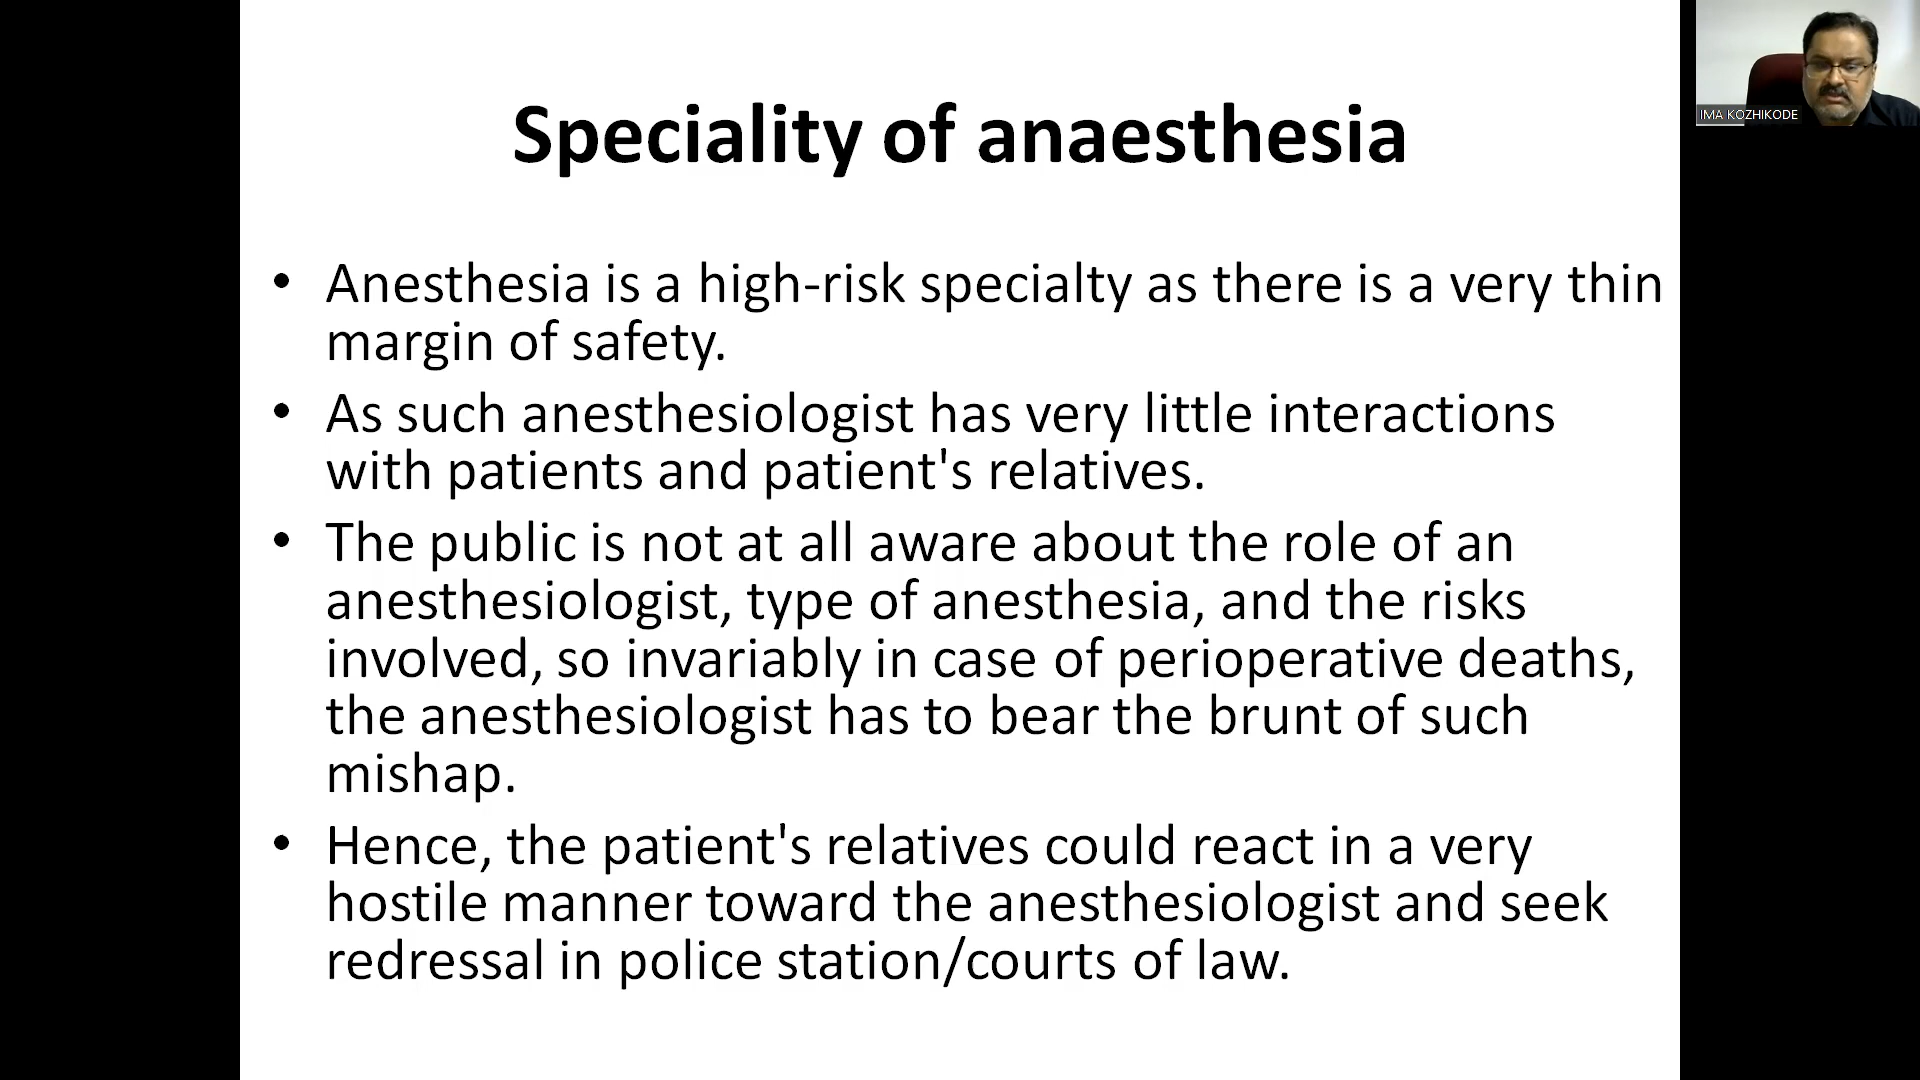 Speciality of anaesthesia
IMA KOZHIKODE
• Anesthesia is a high-risk specialty as there is a very thin
margin of safety.
• As such anesthesiologist has very little interactions
with patients and patient's relatives.
• The public is not at all aware about the role of an
anesthesiologist, type of anesthesia, and the risks
involved, so invariably in case of perioperative deaths,
the anesthesiologist has to bear the brunt of such
mishap.
• Hence, the patient's relatives could react in a very
hostile manner toward the anesthesiologist and seek
redressal in police station/courts of law.